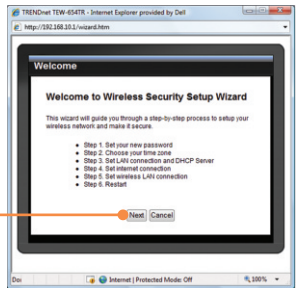 TRENDnet TEW-654TR - Internet Explorer provided by Dell
http://192.168.10.1/wizard.htm
Welcome
Welcome to Wireless Security Setup Wizard
This wizard will guide you through a step-by-step process to setup your
wireless network and make it secure.
Step 1. Set your new password
Step 2. Choose your time zone
Step 3. Set LAN connection and DHCP Server
Step 4. Set internet connection
Step 5. Set wireless LAN connection
Step 6. Restart
Next Cancel
Internet | Protected Mode: Off 100%